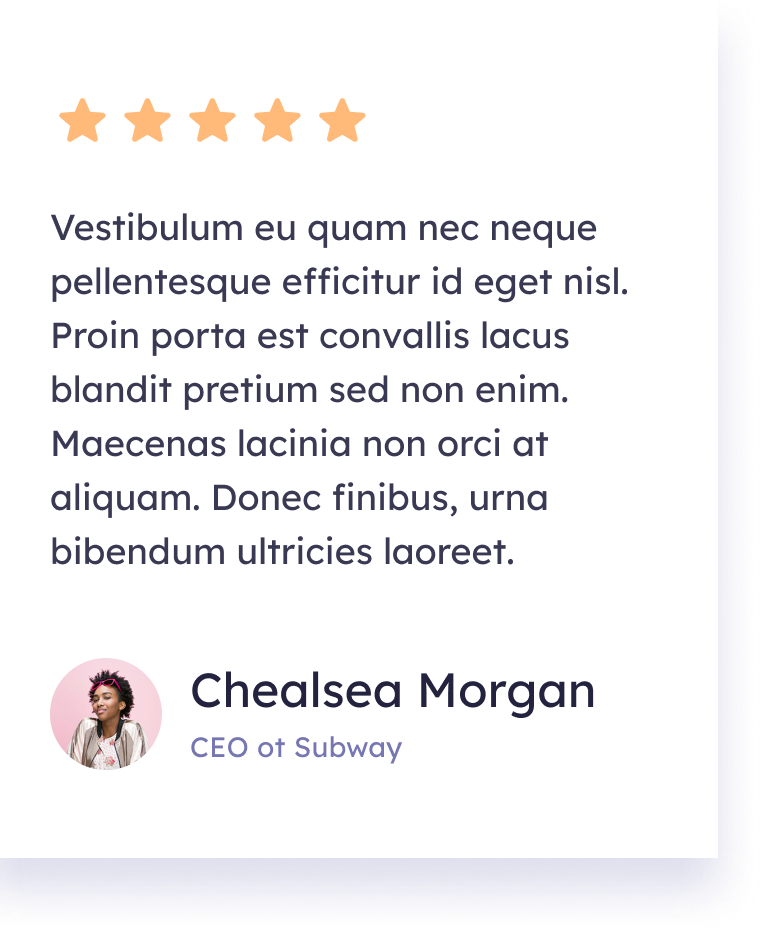 Vestibulum eu quam nec neque
pellentesque efficitur id eget nisl.
Proin porta est convallis lacus
blandit pretium sed non enim.
Maecenas lacinia non orci at
aliquam. Donec finibus, urna
bibendum ultricies laoreet.
Chealsea Morgan
CEO ot Subway